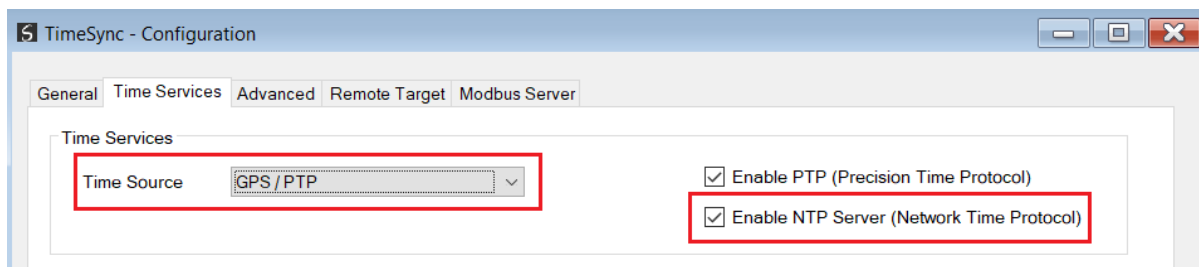 TimeSync - Configuration
General Time Services Advanced Remote Target Modbus Server
Time Services
Time Source GPS / PTP
Enable PTP (Precision Time Protocol)
Enable NTP Server (Network Time Protocol)